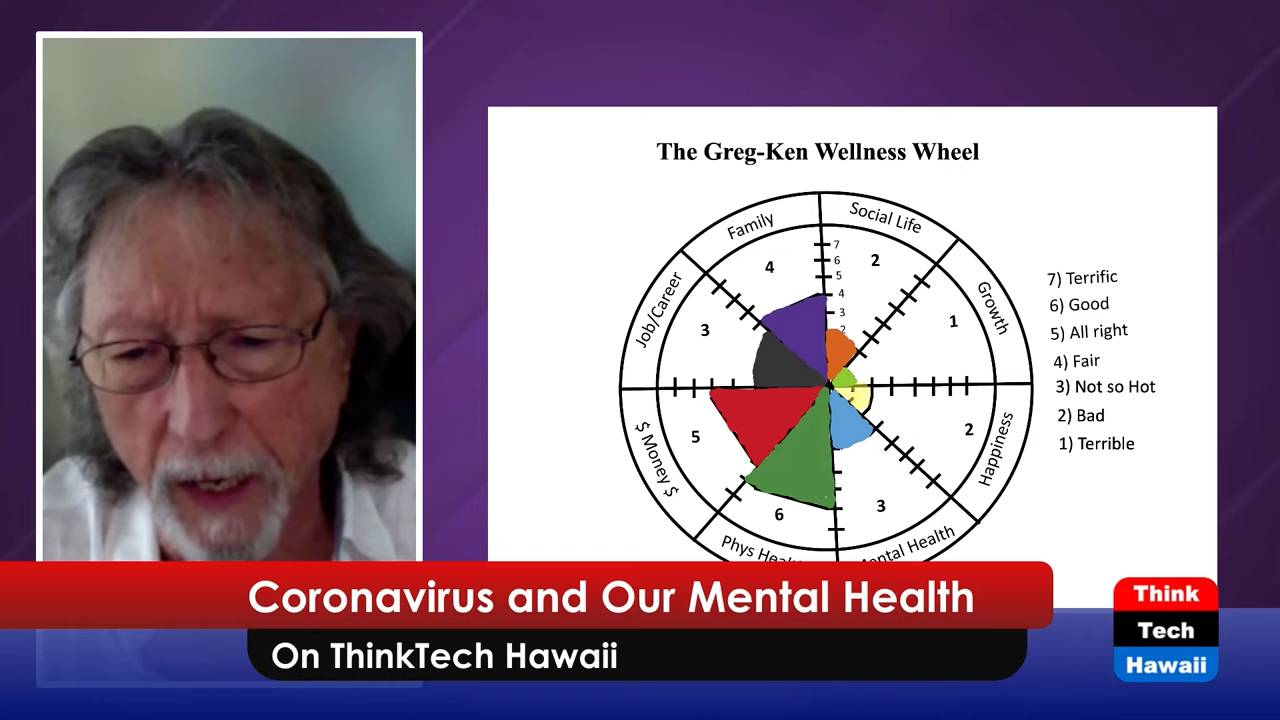 The Greg-Ken Wellness Wheel
Family
Social Life
Job/Career
Growth
4
2
3
1
7
6
5
4
3
2
5
2
6
3
$ Money $
Happiness
Phys
Mental Health
7) Terrific
6) Good
5) All right
4) Fair
3) Not so Hot
2) Bad
1) Terrible
Coronavirus and Our Mental Health
On ThinkTech Hawaii
Think
Tech
Hawaii